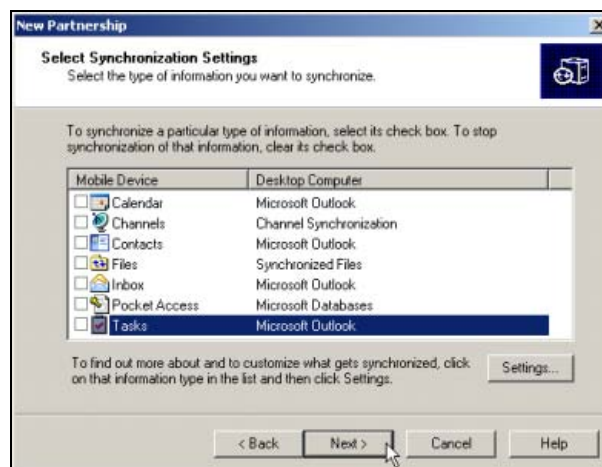 New Partnership
Select Synchronization Settings
Select the type of information you want to synchronize.
To synchronize a particular type of information, select its check box. To stop
synchronization of that information, clear its check box.
Mobile Device Desktop Computer
Calendar Microsoft Outlook
Channels Channel Synchronization
Contacts Microsoft Outlook
Files Synchronized Files
Inbox Microsoft Outlook
Pocket Access Microsoft Databases
Tasks Microsoft Outlook
To find out more about and to customize what gets synchronized, click
on that information type in the list and then click Settings.
Settings...
< Back Next > Cancel Help